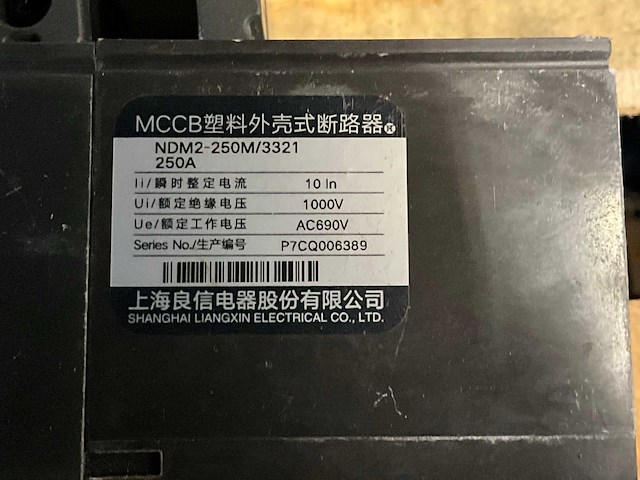 MCCB塑料外壳式断路器
NDM2-250M/3321
250A
Ii/瞬时整定电流 10 In
Ui/额定绝缘电压 1000V
Ue/额定工作电压 AC690V
Series No./生产编号 P7CQ006389
上海良信电器股份有限公司
SHANGHAI LIANGXIN ELECTRICAL CO., LTD.